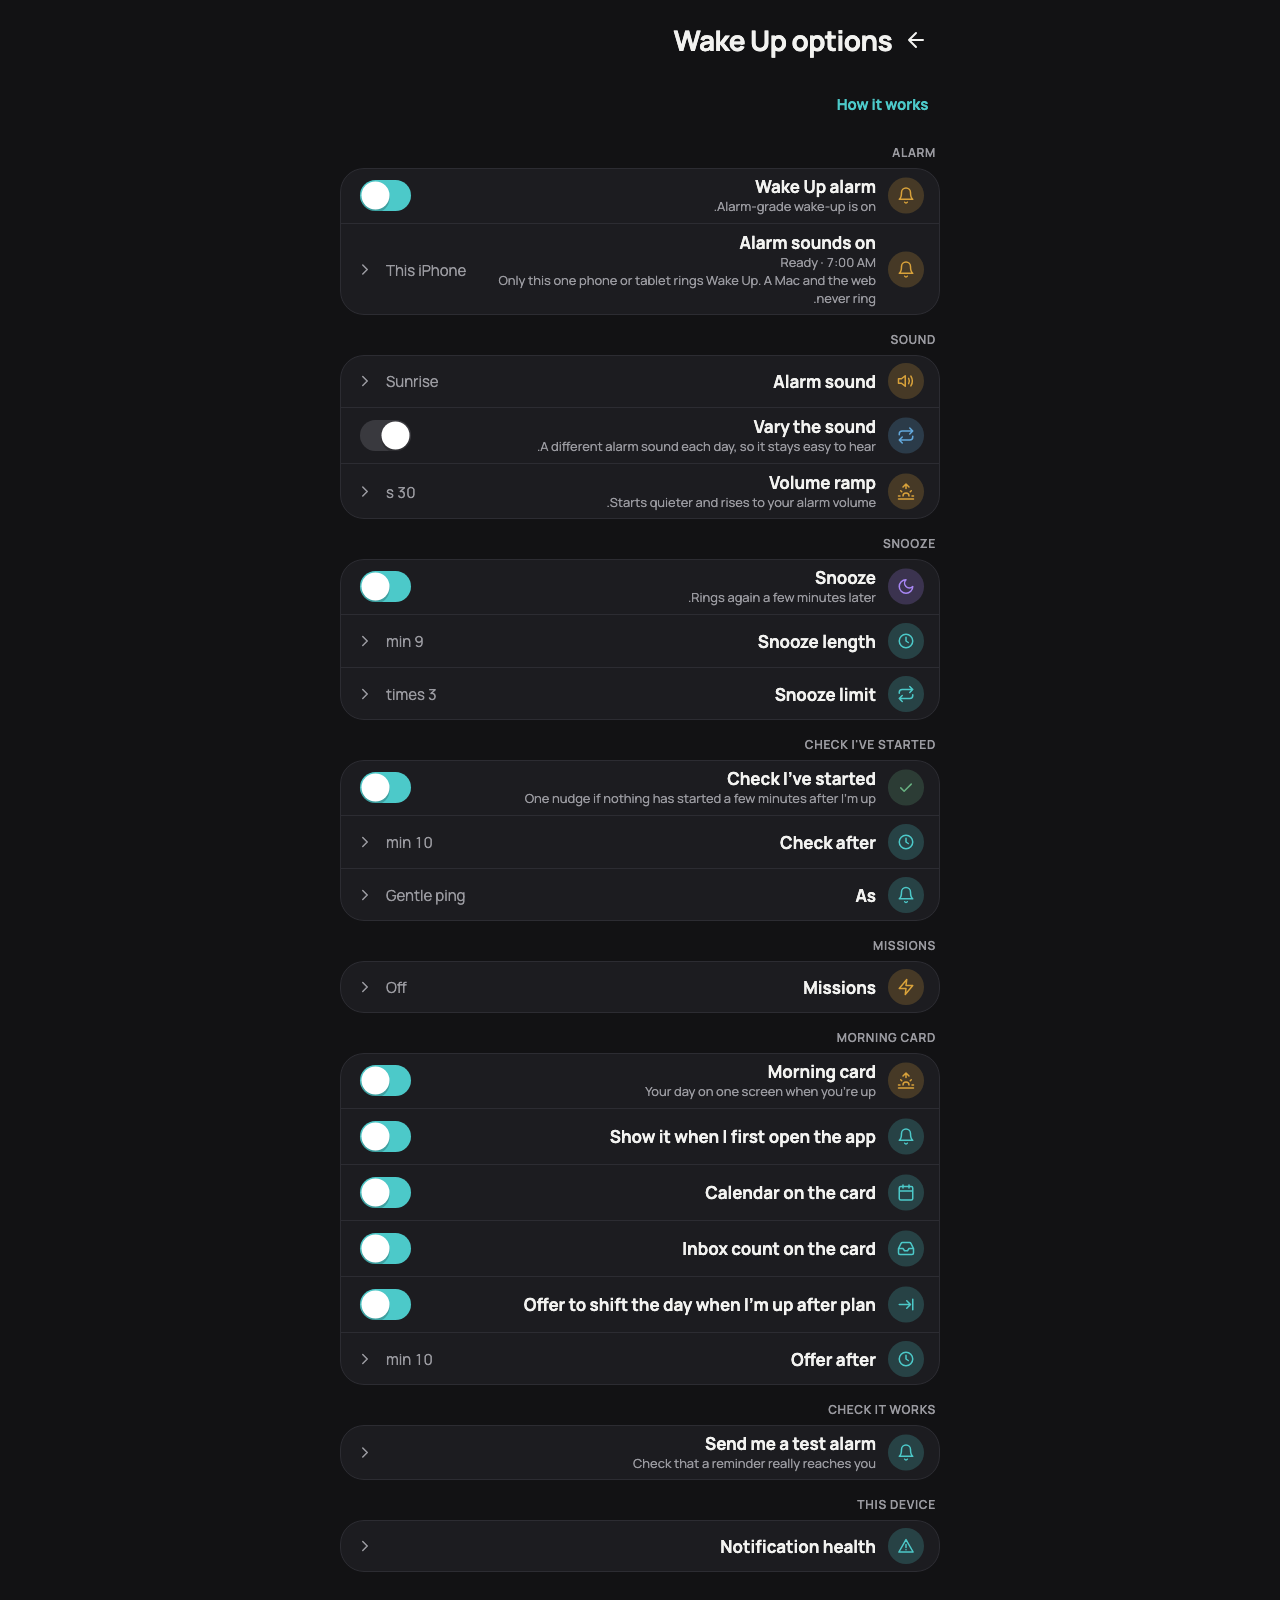 Wake Up options
How it works
ALARM
Wake Up alarm
.Alarm-grade wake-up is on
Alarm sounds on
Ready · 7:00 AM
Only this one phone or tablet rings Wake Up. A Mac and the web
.never ring
This iPhone
SOUND
Alarm sound
Sunrise
Vary the sound
.A different alarm sound each day, so it stays easy to hear
Volume ramp
.Starts quieter and rises to your alarm volume
s 30
SNOOZE
Snooze
.Rings again a few minutes later
Snooze length
min 9
Snooze limit
times 3
CHECK I'VE STARTED
Check I've started
One nudge if nothing has started a few minutes after I'm up
Check after
min 10
As
Gentle ping
MISSIONS
Missions
Off
MORNING CARD
Morning card
Your day on one screen when you're up
Show it when I first open the app
Calendar on the card
Inbox count on the card
Offer to shift the day when I'm up after plan
Offer after
min 10
CHECK IT WORKS
Send me a test alarm
Check that a reminder really reaches you
THIS DEVICE
Notification health